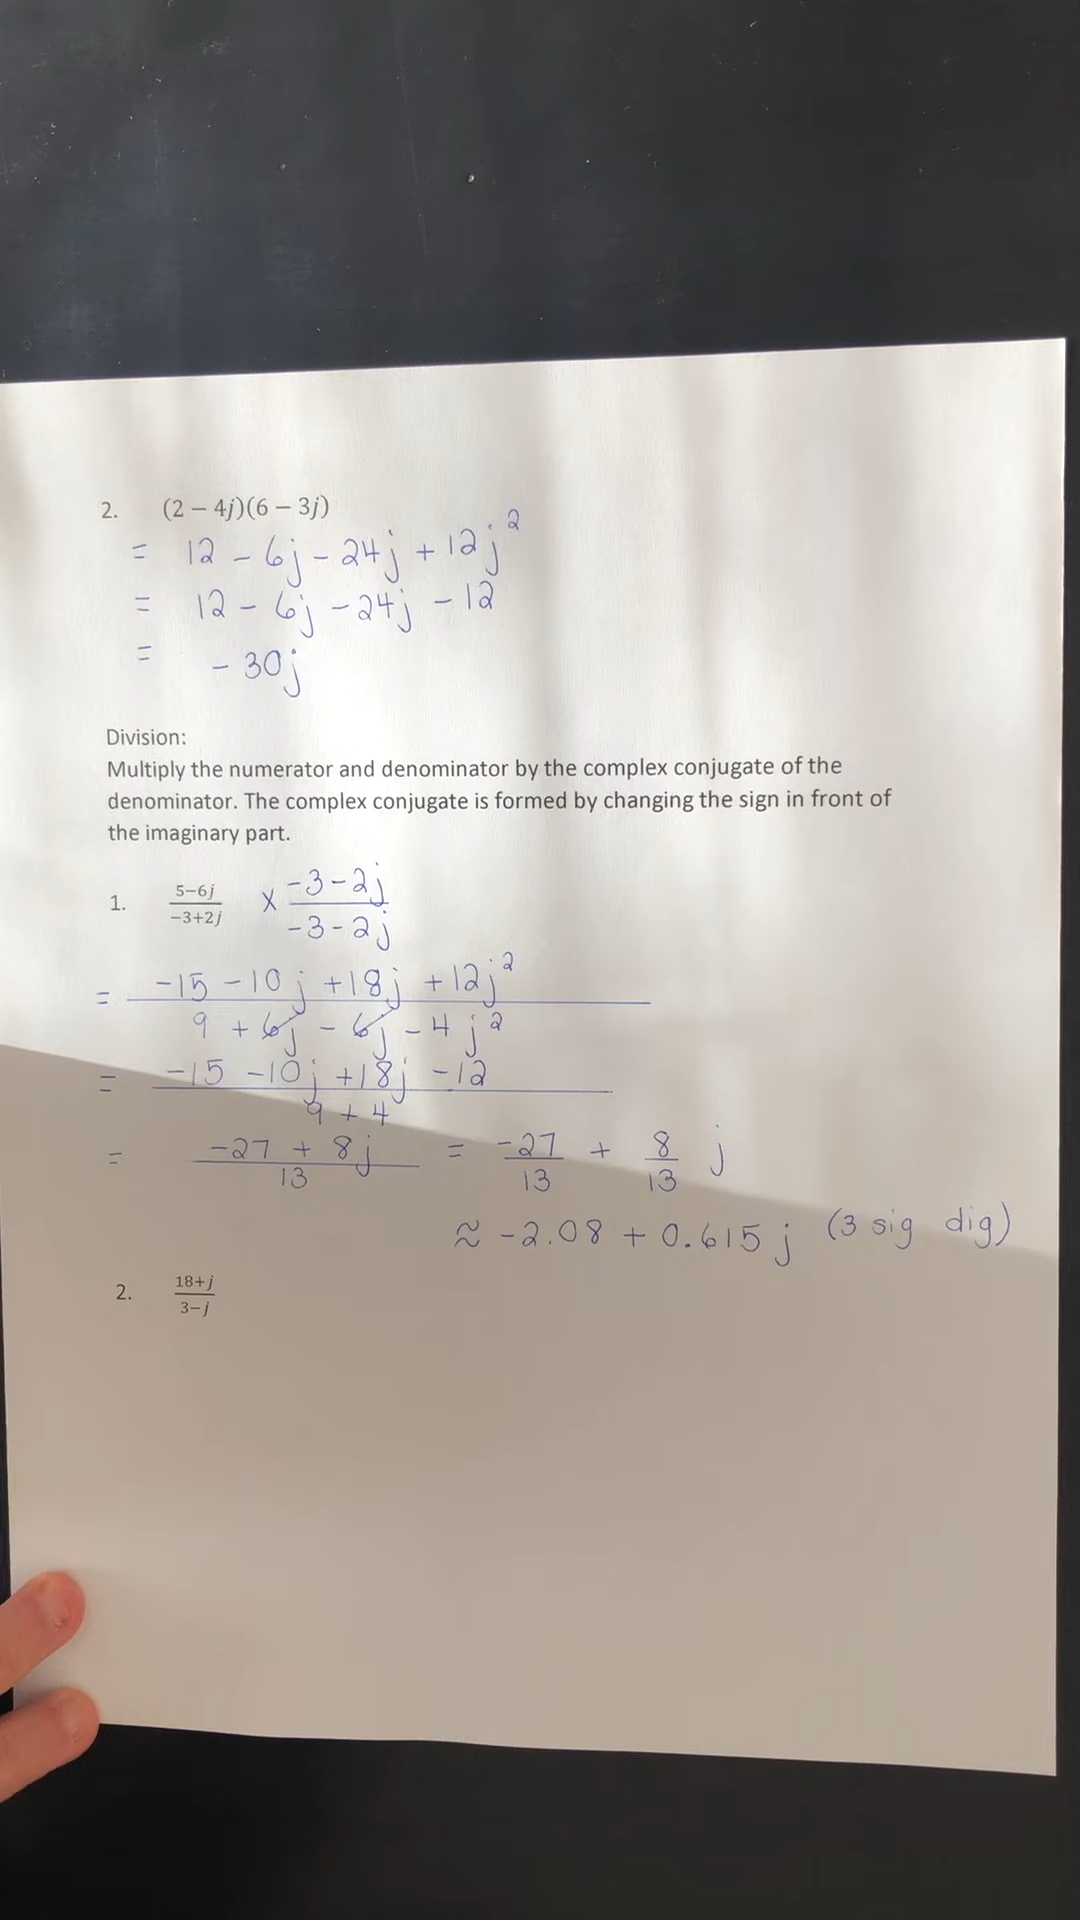 2. (2 – 4j)(6 – 3j)
= 12 – 6j – 24j + 12j²
= 12 – 6j – 24j – 12
= – 30j
Division:
Multiply the numerator and denominator by the complex conjugate of the
denominator. The complex conjugate is formed by changing the sign in front of
the imaginary part.
1. 5−6j / −3+2j × −3−2j / −3−2j
= −15 −10j +18j +12j² / 9 + 6j − 6j − 4j²
= −15 −10j +18j −12 / 9 + 4
= −27 + 8j / 13 = −27/13 + 8/13 j
≈ −2.08 + 0.615j (3 sig dig)
2. 18+j / 3−j